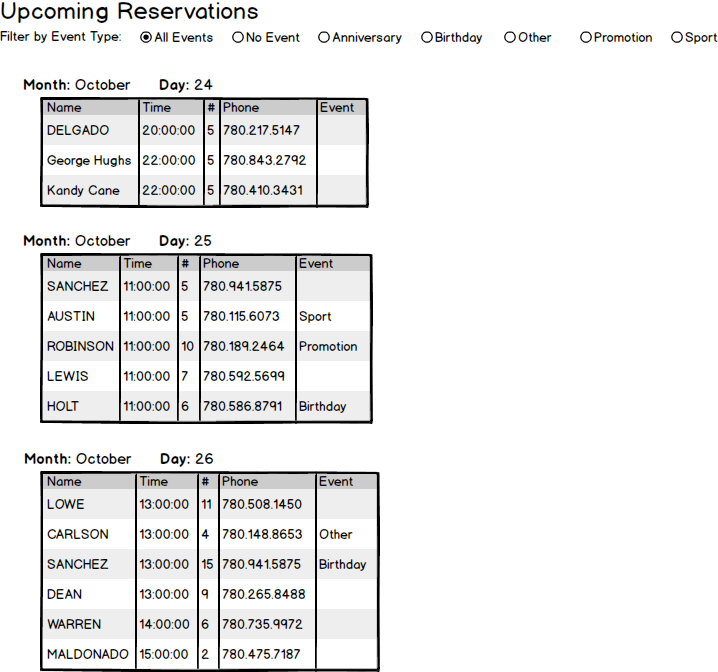 Upcoming Reservations
Filter by Event Type: All Events No Event Anniversary Birthday Other Promotion Sport
Month: October Day: 24
Name Time # Phone Event
DELGADO 20:00:00 5 780.217.5147
George Hughs 22:00:00 5 780.843.2792
Kandy Cane 22:00:00 5 780.410.3431
Month: October Day: 25
Name Time # Phone Event
SANCHEZ 11:00:00 5 780.941.5875
AUSTIN 11:00:00 5 780.115.6073 Sport
ROBINSON 11:00:00 10 780.189.2464 Promotion
LEWIS 11:00:00 7 780.592.5699
HOLT 11:00:00 6 780.586.8791 Birthday
Month: October Day: 26
Name Time # Phone Event
LOWE 13:00:00 11 780.508.1450
CARLSON 13:00:00 4 780.148.8653 Other
SANCHEZ 13:00:00 15 780.941.5875 Birthday
DEAN 13:00:00 9 780.265.8488
WARREN 14:00:00 6 780.735.9972
MALDONADO 15:00:00 2 780.475.7187